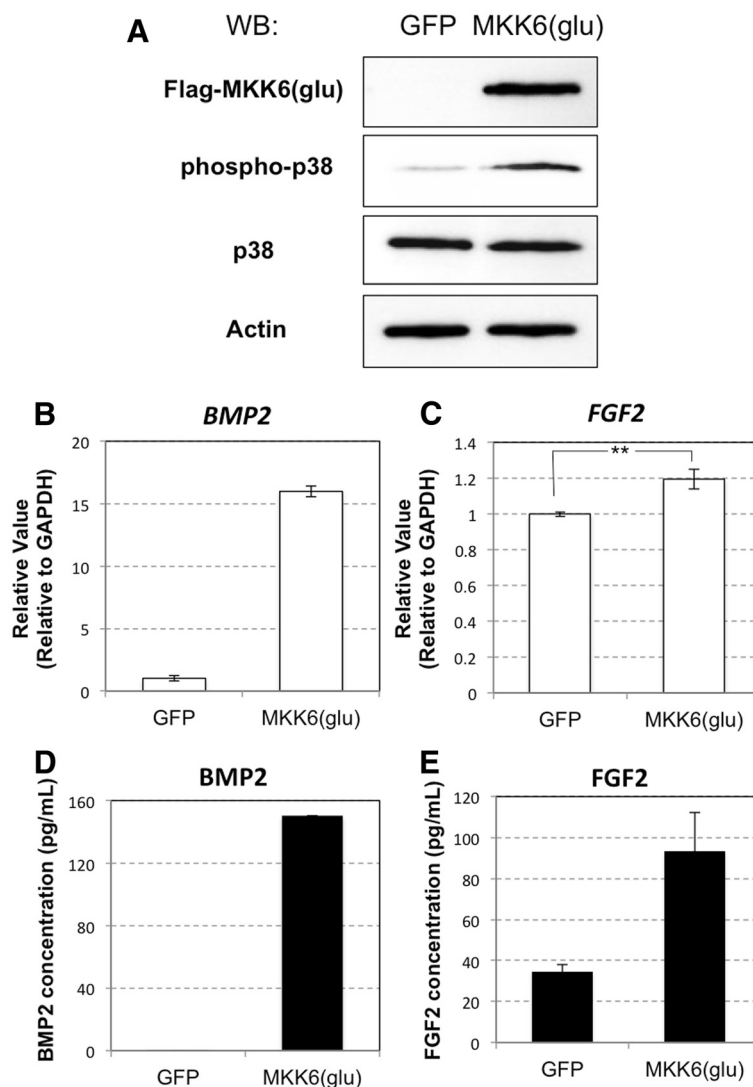 A WB: GFP MKK6(glu)
Flag-MKK6(glu)
phospho-p38
p38
Actin
B BMP2
Relative Value
(Relative to GAPDH)
20
15
10
5
0
GFP MKK6(glu)
C FGF2
Relative Value
(Relative to GAPDH)
1.4
1.2
1
0.8
0.6
0.4
0.2
0
**
GFP MKK6(glu)
D BMP2
BMP2 concentration (pg/mL)
160
120
80
40
0
GFP MKK6(glu)
E FGF2
FGF2 concentration (pg/mL)
120
100
80
60
40
20
0
GFP MKK6(glu)